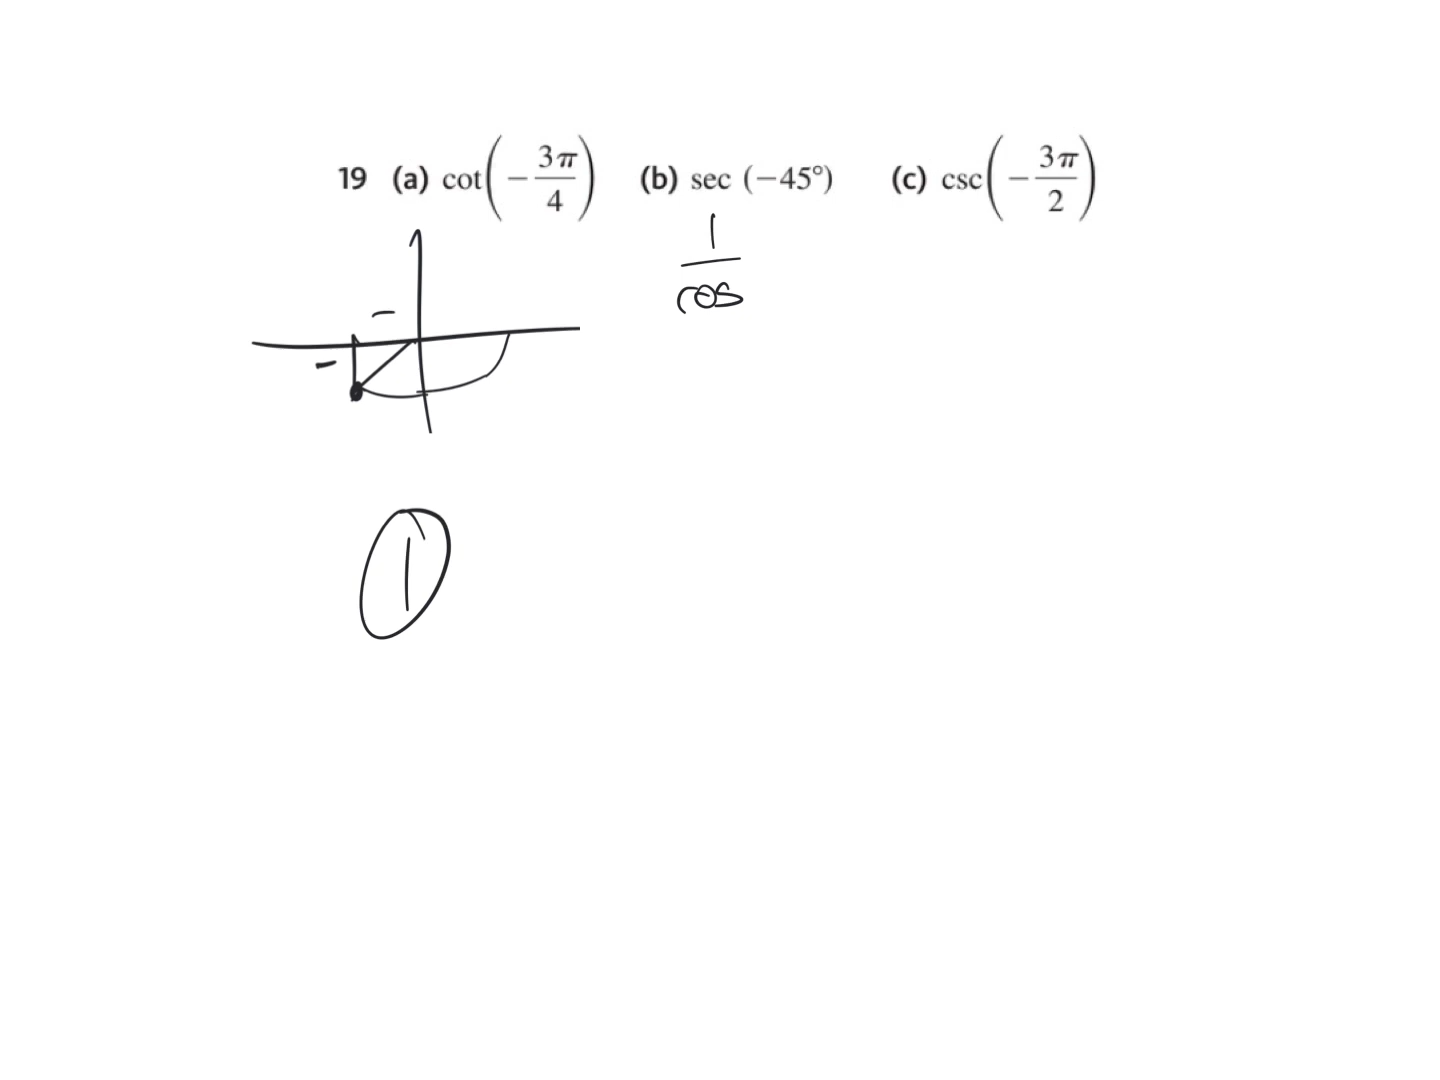 19 (a) cot(−3π/4) (b) sec (−45°) (c) csc(−3π/2)
1
cos
−
−
1